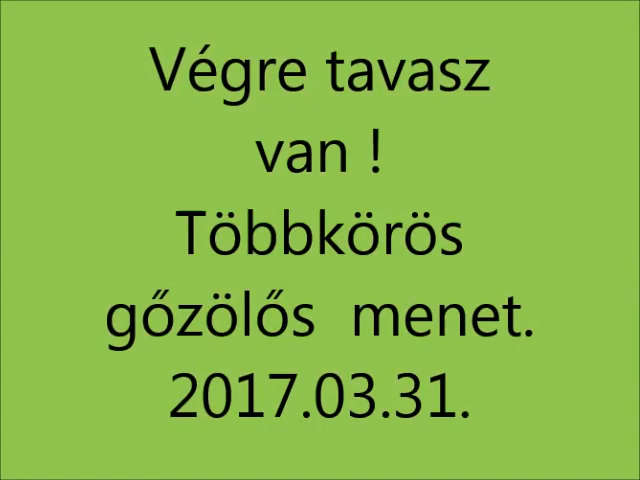 Végre tavasz
van !
Többkörös
gőzölős  menet.
2017.03.31.